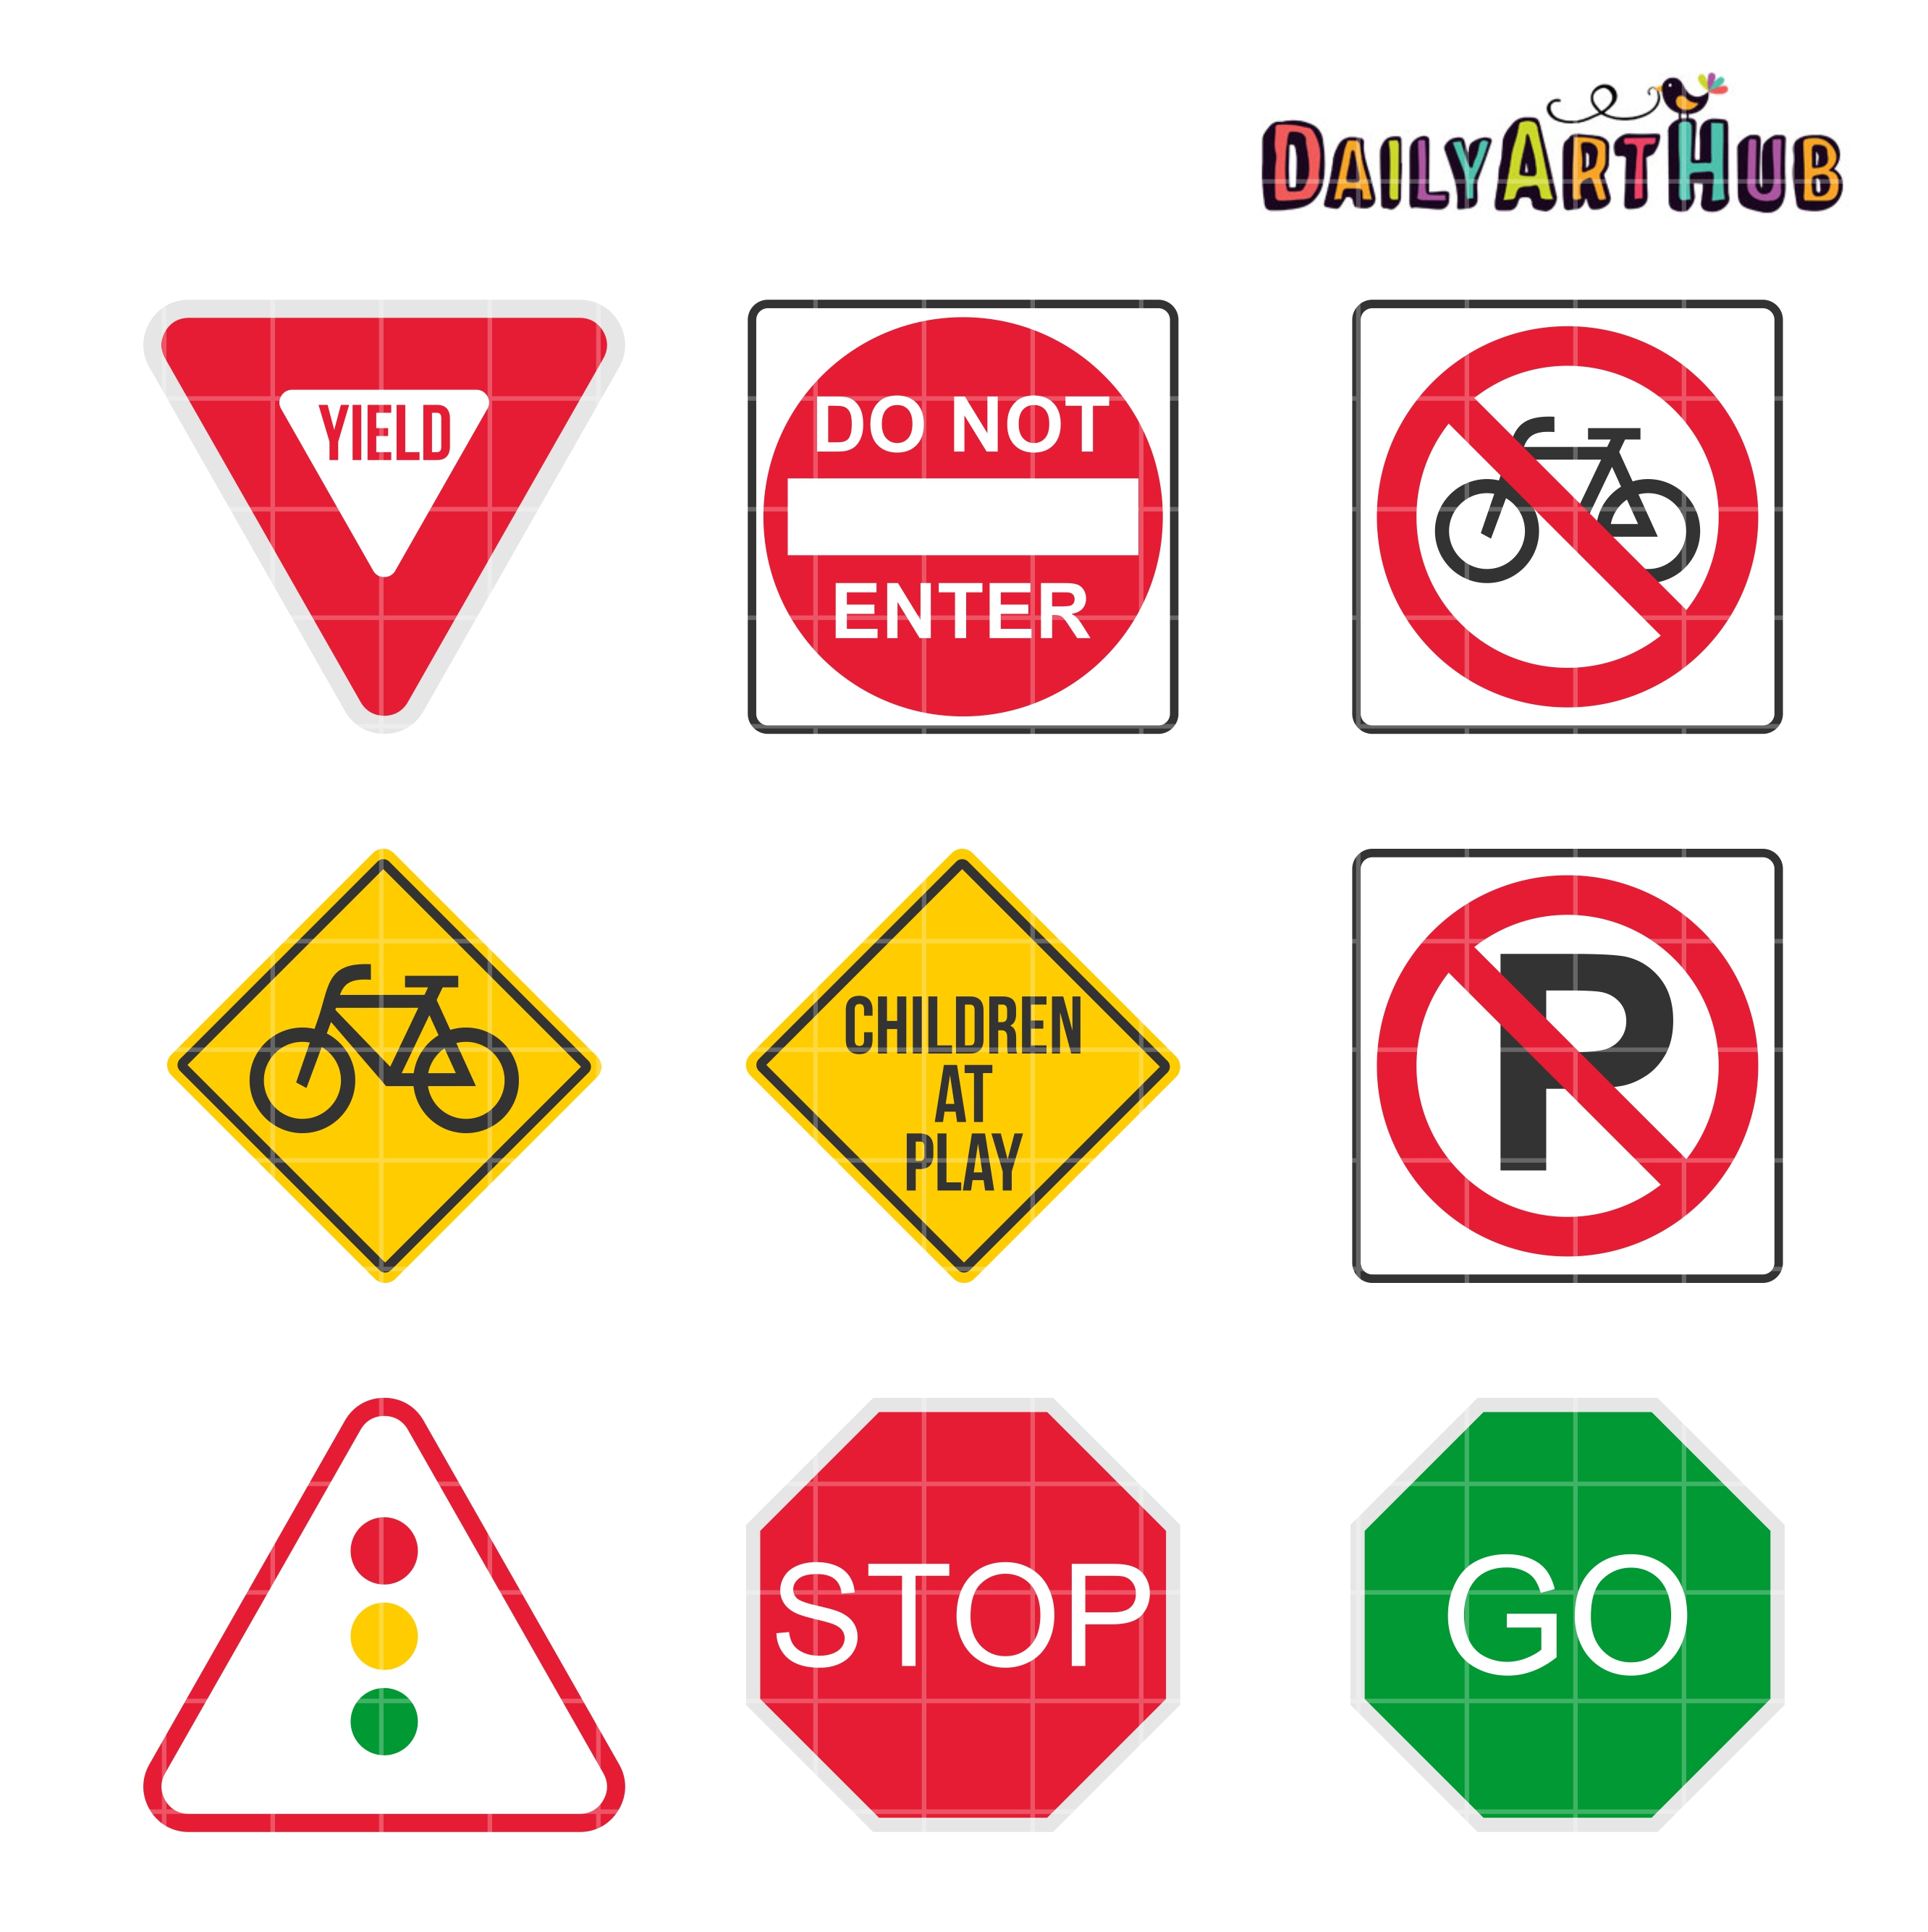 DAILYARTHUB
YIELD
DO NOT
ENTER
CHILDREN
AT
PLAY
P
STOP
GO